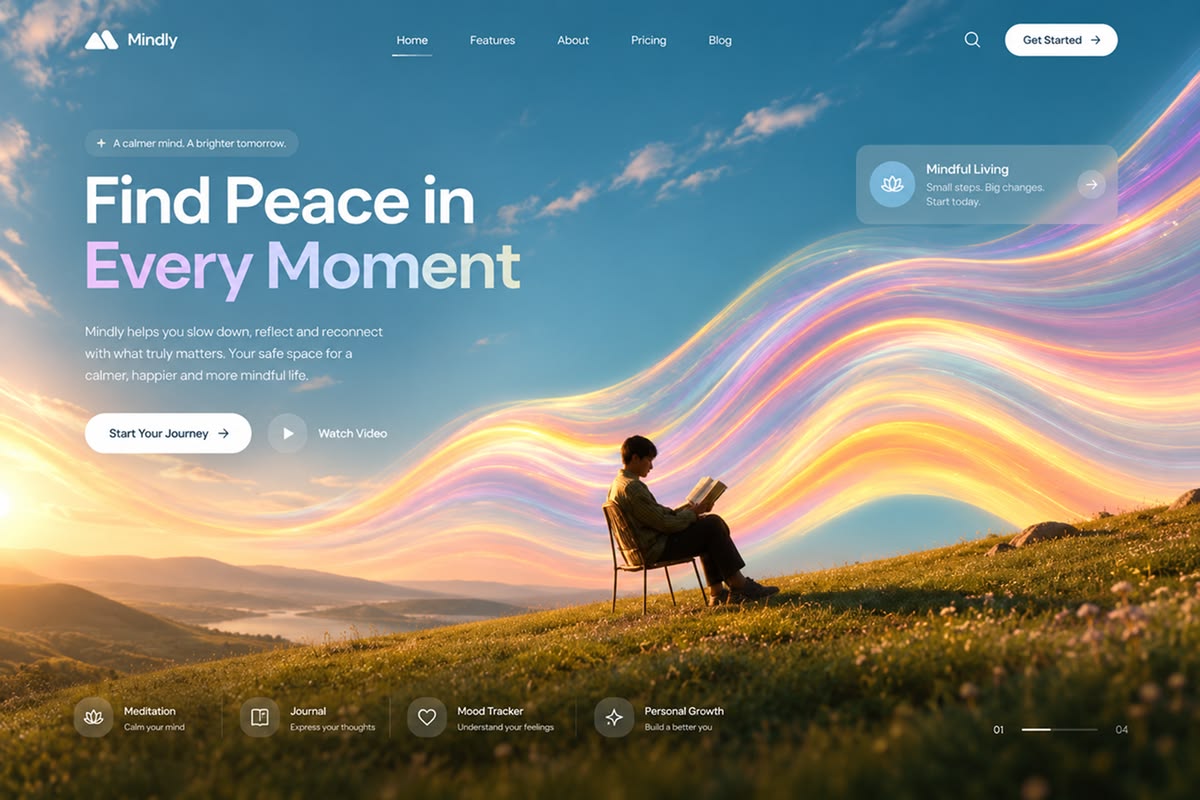 Mindly
Home
Features
About
Pricing
Blog
Get Started
A calmer mind. A brighter tomorrow.
Find Peace in
Every Moment
Mindful Living
Small steps. Big changes.
Start today.
Mindly helps you slow down, reflect and reconnect
with what truly matters. Your safe space for a
calmer, happier and more mindful life.
Start Your Journey
Watch Video
Meditation
Calm your mind
Journal
Express your thoughts
Mood Tracker
Understand your feelings
Personal Growth
Build a better you
01
04